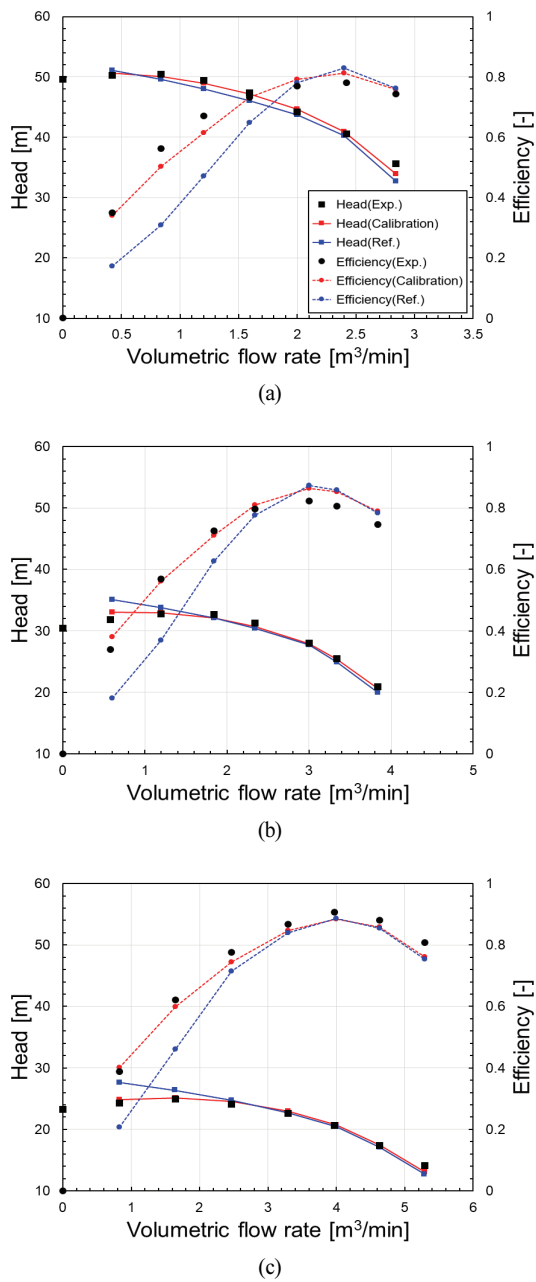 60
50
40
30
20
10
Head [m]
1
0.8
0.6
0.4
0.2
0
Efficiency [-]
Head(Exp.)
Head(Calibration)
Head(Ref.)
Efficiency(Exp.)
Efficiency(Calibration)
Efficiency(Ref.)
0 0.5 1 1.5 2 2.5 3 3.5
Volumetric flow rate [m³/min]
(a)
60
50
40
30
20
10
Head [m]
1
0.8
0.6
0.4
0.2
0
Efficiency [-]
0 1 2 3 4 5
Volumetric flow rate [m³/min]
(b)
60
50
40
30
20
10
Head [m]
1
0.8
0.6
0.4
0.2
0
Efficiency [-]
0 1 2 3 4 5 6
Volumetric flow rate [m³/min]
(c)